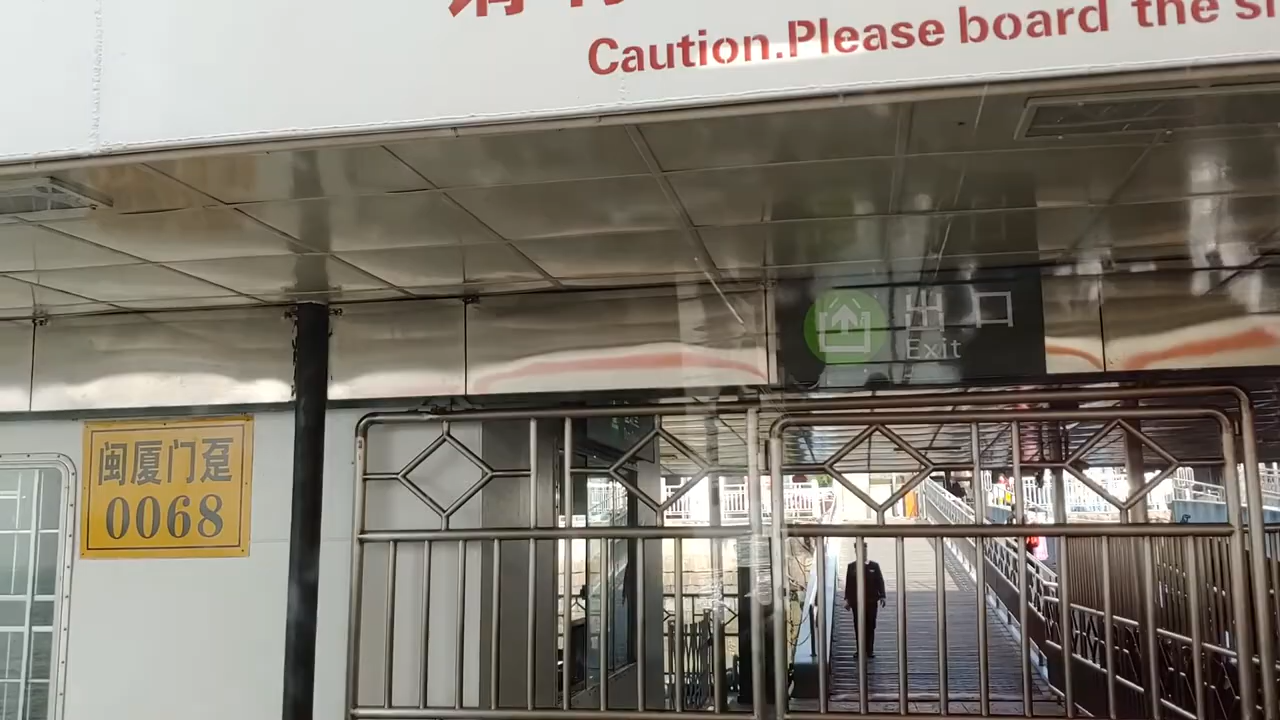 Caution.Please board the
出口
Exit
闽厦门趸
0068